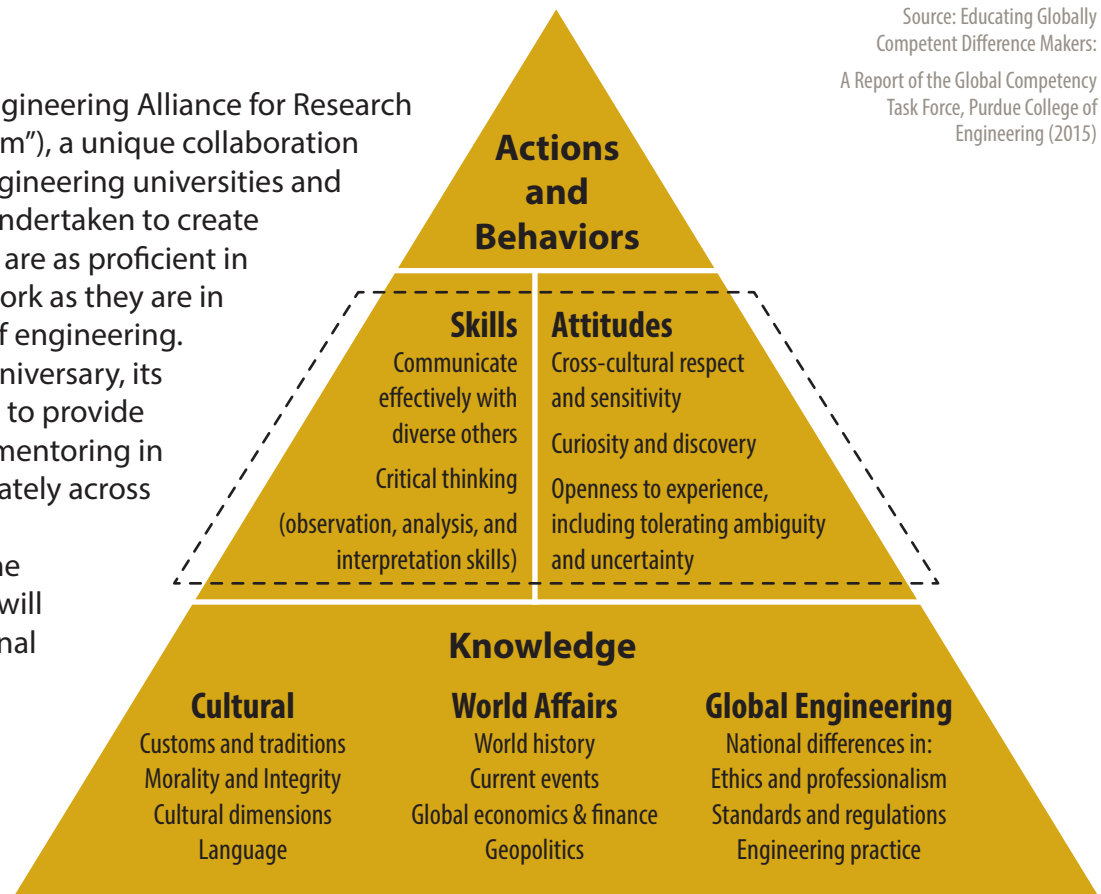 Source: Educating Globally
Competent Difference Makers:
A Report of the Global Competency
Task Force, Purdue College of
Engineering (2015)
gineering Alliance for Research
m”), a unique collaboration
gineering universities and
ndertaken to create
are as proficient in
ork as they are in
f engineering.
niversary, its
to provide
mentoring in
ately across
ne
will
nal
Actions
and
Behaviors
Skills
Communicate
effectively with
diverse others
Critical thinking
(observation, analysis, and
interpretation skills)
Attitudes
Cross-cultural respect
and sensitivity
Curiosity and discovery
Openness to experience,
including tolerating ambiguity
and uncertainty
Knowledge
Cultural
Customs and traditions
Morality and Integrity
Cultural dimensions
Language
World Affairs
World history
Current events
Global economics & finance
Geopolitics
Global Engineering
National differences in:
Ethics and professionalism
Standards and regulations
Engineering practice